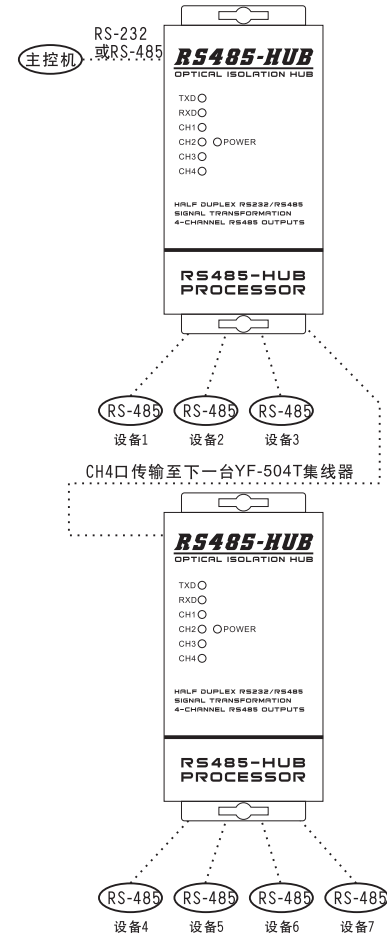 RS-232
或RS-485
主控机
RS485-HUB
OPTICAL ISOLATION HUB
TXD
RXD
CH1
CH2 POWER
CH3
CH4
HALF DUPLEX RS232/RS485
SIGNAL TRANSFORMATION
4-CHANNEL RS485 OUTPUTS
RS485-HUB
PROCESSOR
RS-485 RS-485 RS-485
设备1 设备2 设备3
CH4口传输至下一台YF-504T集线器
RS485-HUB
OPTICAL ISOLATION HUB
TXD
RXD
CH1
CH2 POWER
CH3
CH4
HALF DUPLEX RS232/RS485
SIGNAL TRANSFORMATION
4-CHANNEL RS485 OUTPUTS
RS485-HUB
PROCESSOR
RS-485 RS-485 RS-485 RS-485
设备4 设备5 设备6 设备7